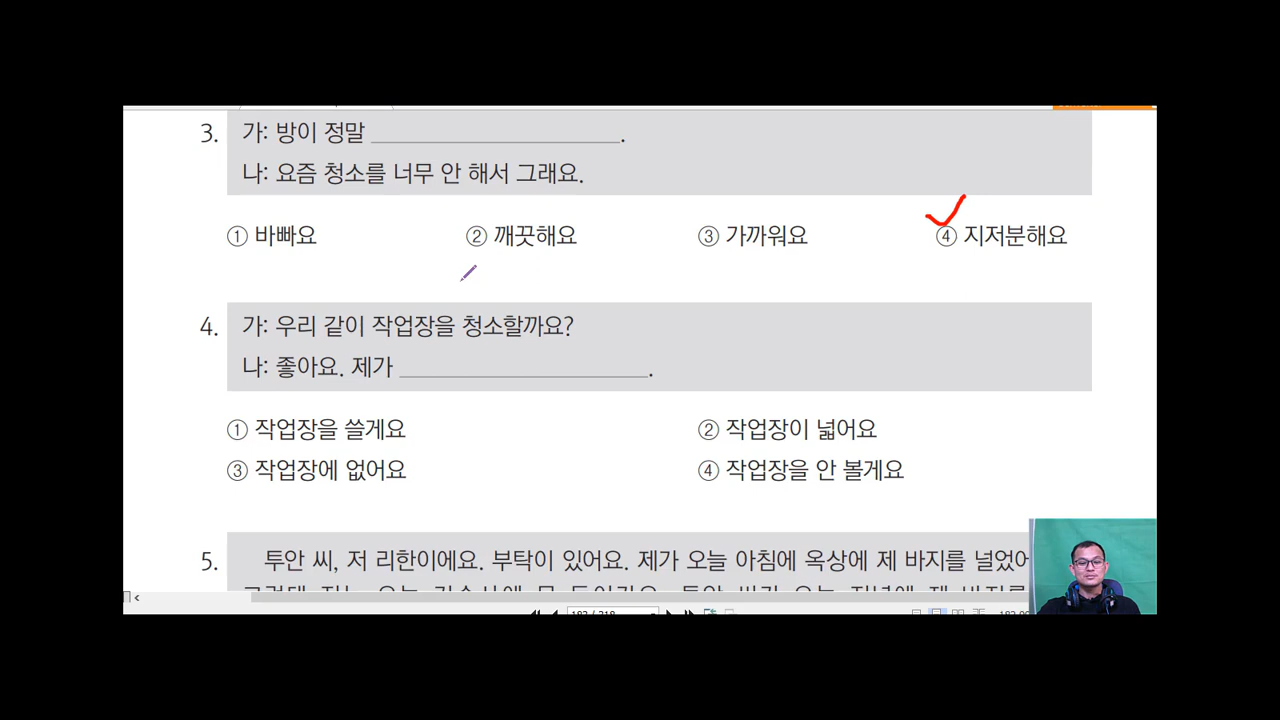 3. 가: 방이 정말 ____________________.
나: 요즘 청소를 너무 안 해서 그래요.
① 바빠요 ② 깨끗해요 ③ 가까워요 ④ 지저분해요
4. 가: 우리 같이 작업장을 청소할까요?
나: 좋아요. 제가 ____________________.
① 작업장을 쓸게요 ② 작업장이 넓어요
③ 작업장에 없어요 ④ 작업장을 안 볼게요
5. 투안 씨, 저 리한이에요. 부탁이 있어요. 제가 오늘 아침에 옥상에 제 바지를 널었어